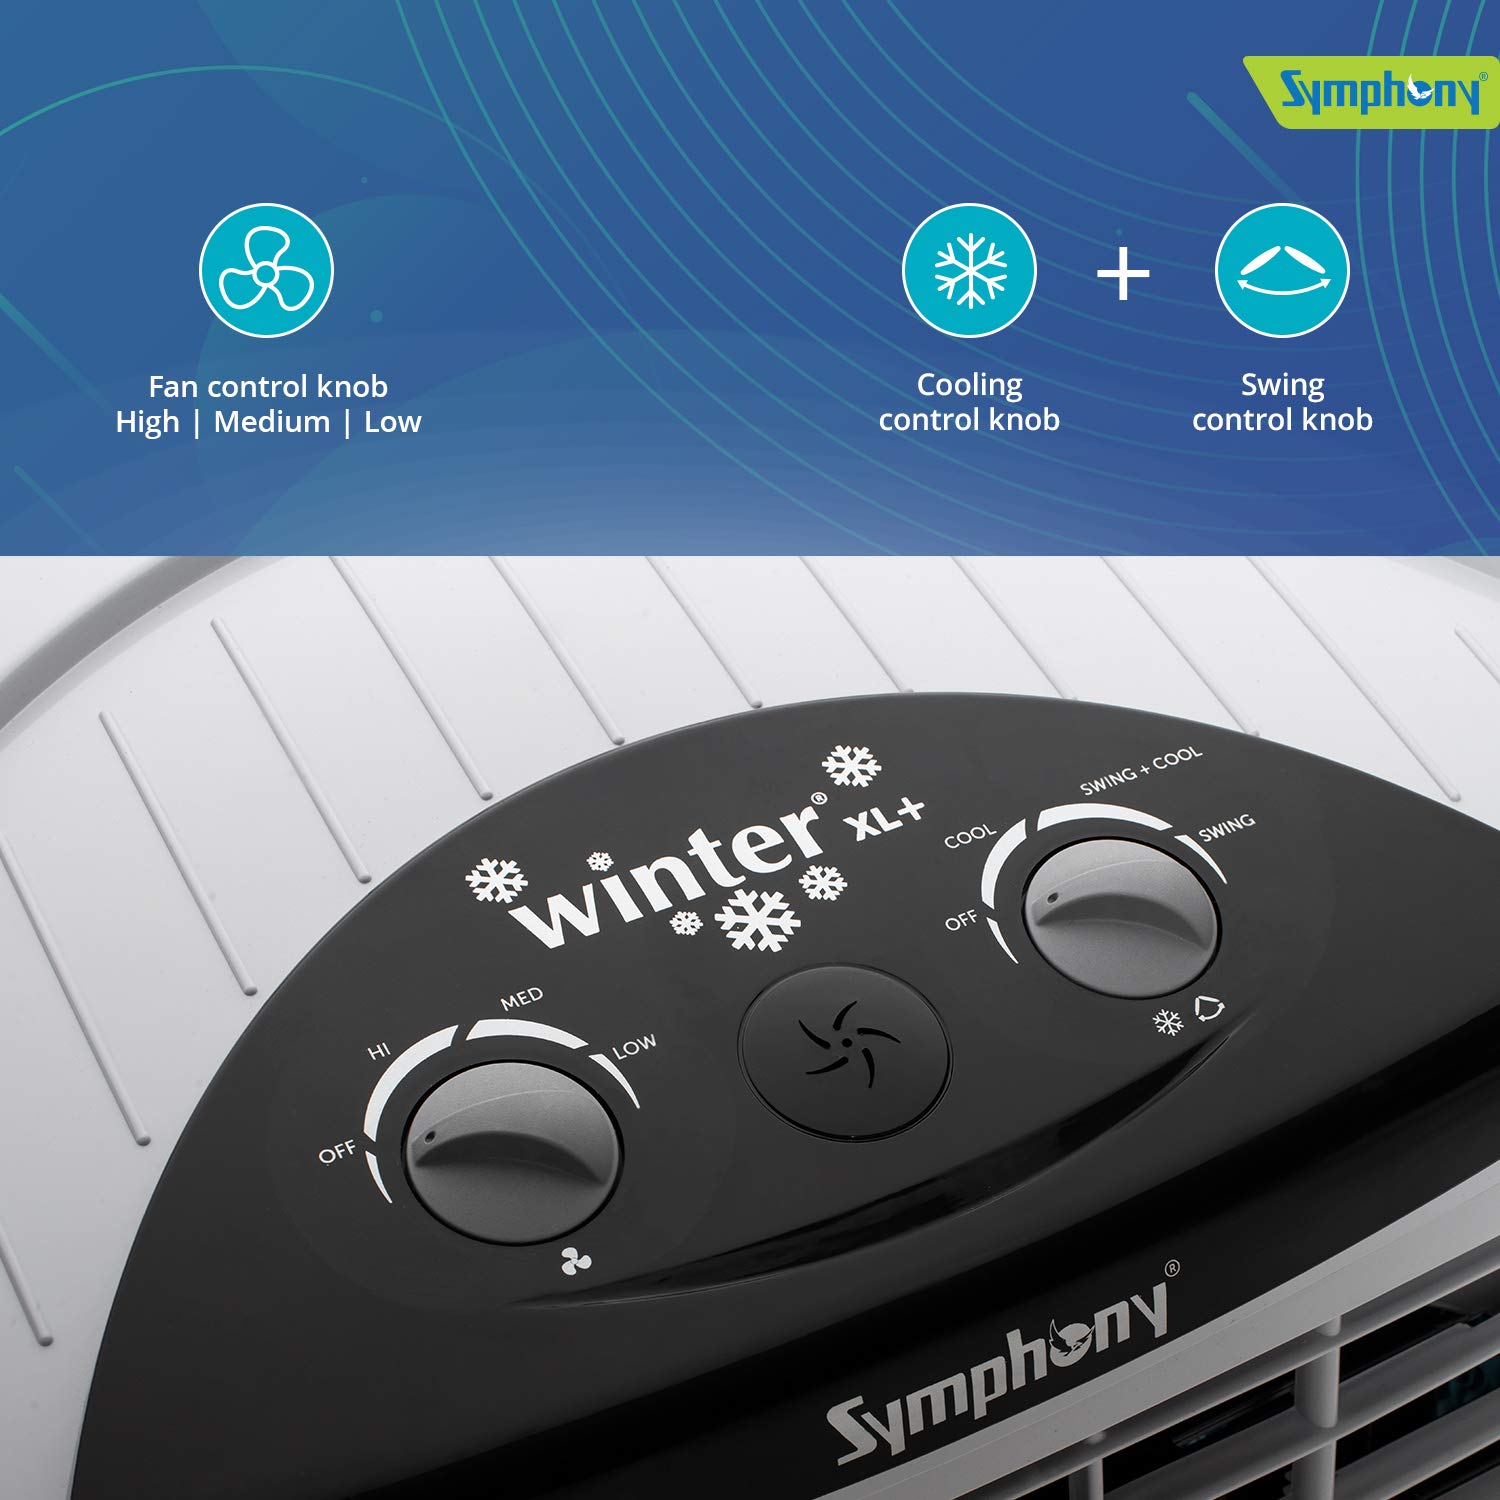 Symphony®
Fan control knob
High | Medium | Low
Cooling
control knob
+
Swing
control knob
winter® XL+
OFF
COOL
SWING + COOL
SWING
OFF
HI
MED
LOW
Symphony®